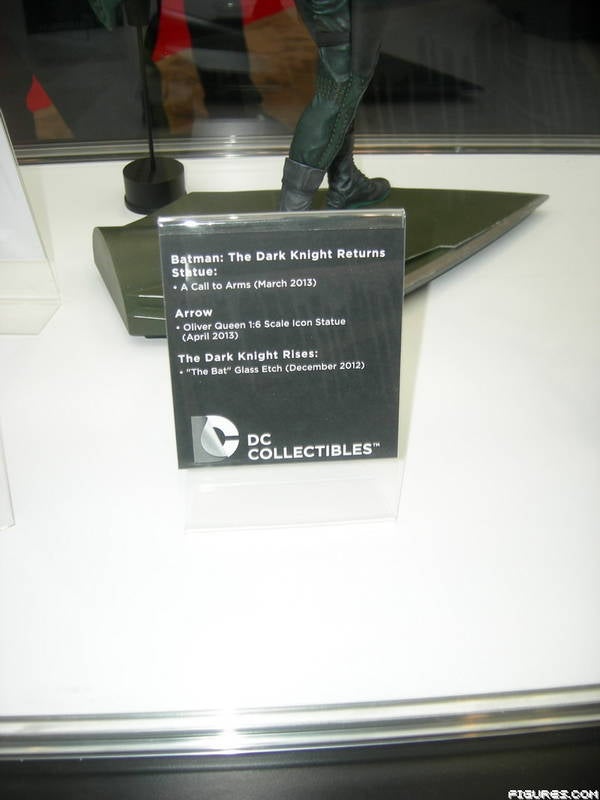 Batman: The Dark Knight Returns
Statue:
• A Call to Arms (March 2013)
Arrow
• Oliver Queen 1:6 Scale Icon Statue
(April 2013)
The Dark Knight Rises:
• "The Bat" Glass Etch (December 2012)
DC
COLLECTIBLES™
FIGURES.COM